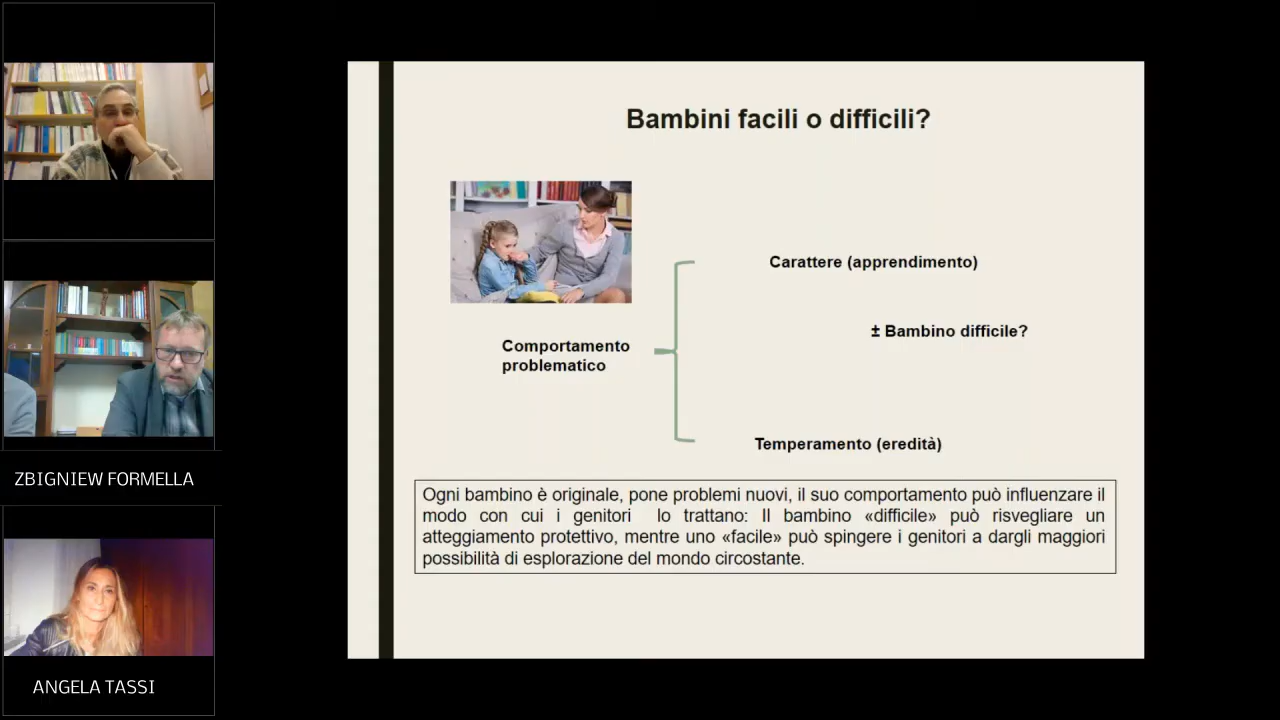 Bambini facili o difficili?
Carattere (apprendimento)
± Bambino difficile?
Comportamento
problematico
Temperamento (eredità)
Ogni bambino è originale, pone problemi nuovi, il suo comportamento può influenzare il
modo con cui i genitori lo trattano: Il bambino «difficile» può risvegliare un
atteggiamento protettivo, mentre uno «facile» può spingere i genitori a dargli maggiori
possibilità di esplorazione del mondo circostante.
ZBIGNIEW FORMELLA
ANGELA TASSI